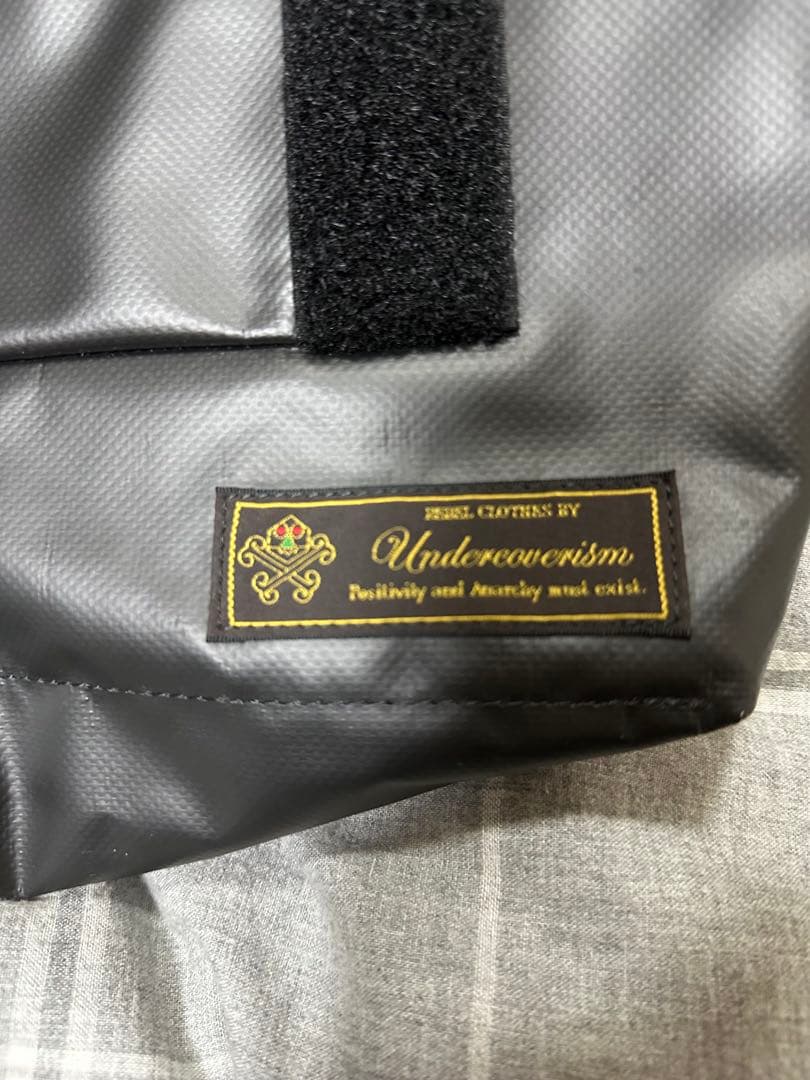 REBEL CLOTHES BY
Undercoverism
Positivity and Anarchy must exist.